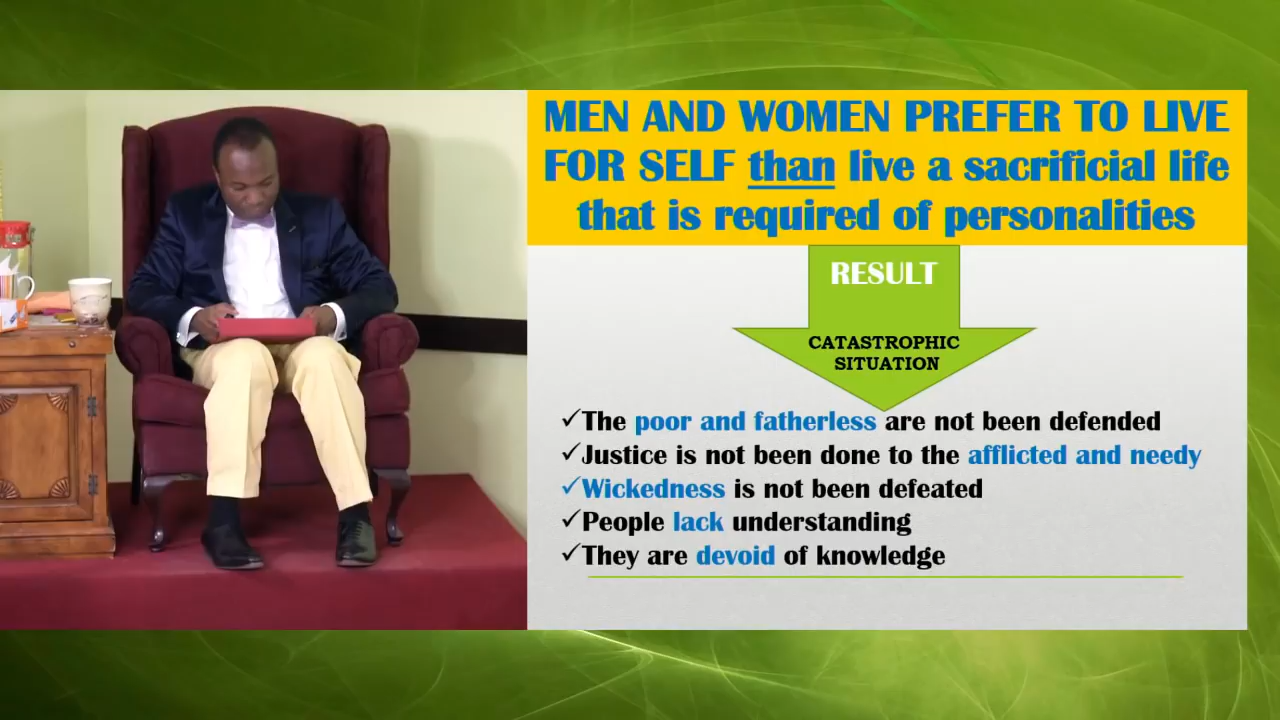 MEN AND WOMEN PREFER TO LIVE
FOR SELF than live a sacrificial life
that is required of personalities
RESULT
CATASTROPHIC
SITUATION
✓The poor and fatherless are not been defended
✓Justice is not been done to the afflicted and needy
✓Wickedness is not been defeated
✓People lack understanding
✓They are devoid of knowledge